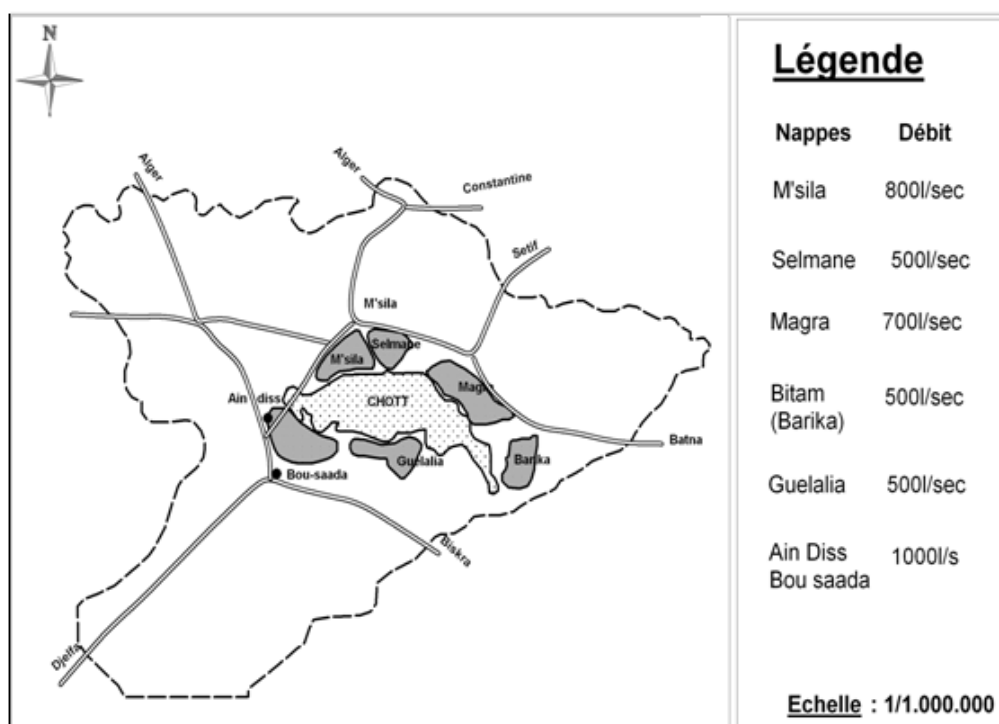 N
Alger
Alger
Constantine
Setif
M'sila
Selmane
M'sila
Magra
Ain diss
CHOTT
Batna
Guelalia
Barika
Bou-saada
Biskra
Djelfa
Légende
Nappes Débit
M'sila 800l/sec
Selmane 500l/sec
Magra 700l/sec
Bitam 500l/sec
(Barika)
Guelalia 500l/sec
Ain Diss 1000l/s
Bou saada
Echelle : 1/1.000.000